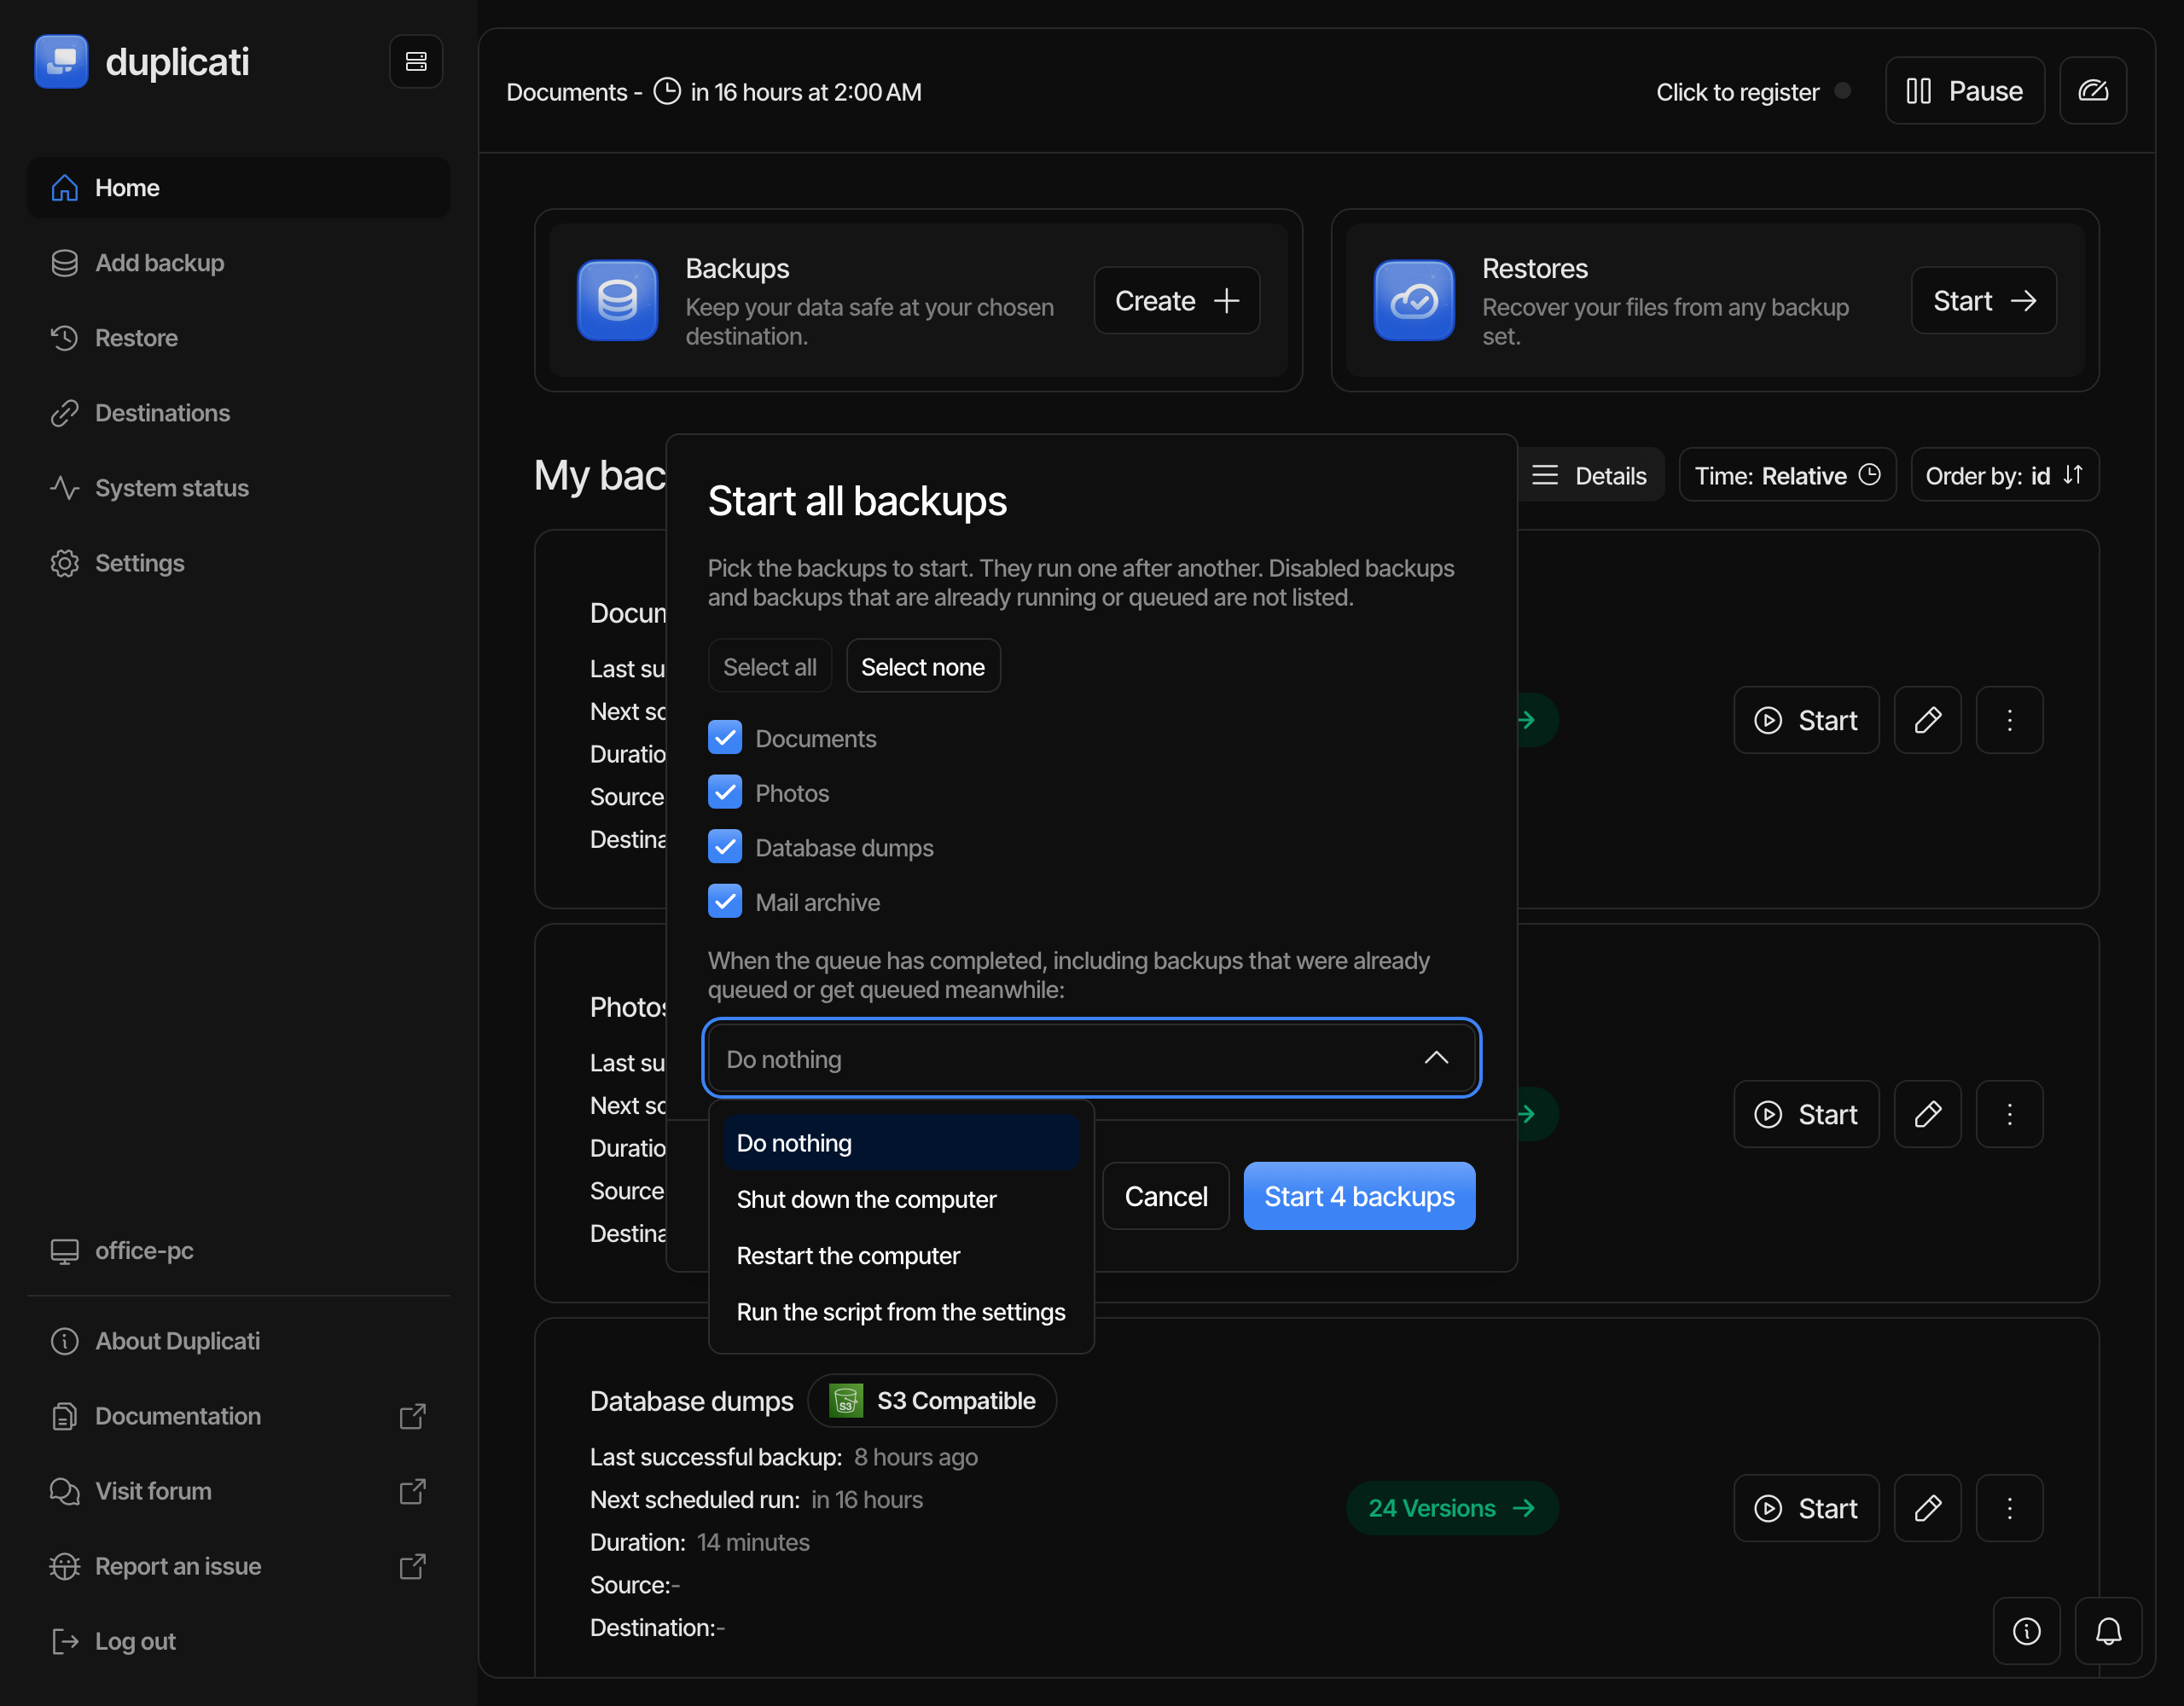 duplicati
Home
Add backup
Restore
Destinations
System status
Settings
office-pc
About Duplicati
Documentation
Visit forum
Report an issue
Log out
Documents - in 16 hours at 2:00 AM
Click to register
Pause
Backups
Keep your data safe at your chosen
destination.
Create
Restores
Recover your files from any backup
set.
Start
My bac
Details
Time: Relative
Order by: id
Docum
Last su
Next sc
Duratio
Source
Destina
Start
Photos
Last su
Next sc
Duratio
Source
Destina
Start
Start all backups
Pick the backups to start. They run one after another. Disabled backups
and backups that are already running or queued are not listed.
Select all
Select none
Documents
Photos
Database dumps
Mail archive
When the queue has completed, including backups that were already
queued or get queued meanwhile:
Do nothing
Do nothing
Shut down the computer
Restart the computer
Run the script from the settings
Cancel
Start 4 backups
Database dumps
S3
S3 Compatible
Last successful backup: 8 hours ago
Next scheduled run: in 16 hours
Duration: 14 minutes
Source:-
Destination:-
24 Versions
Start